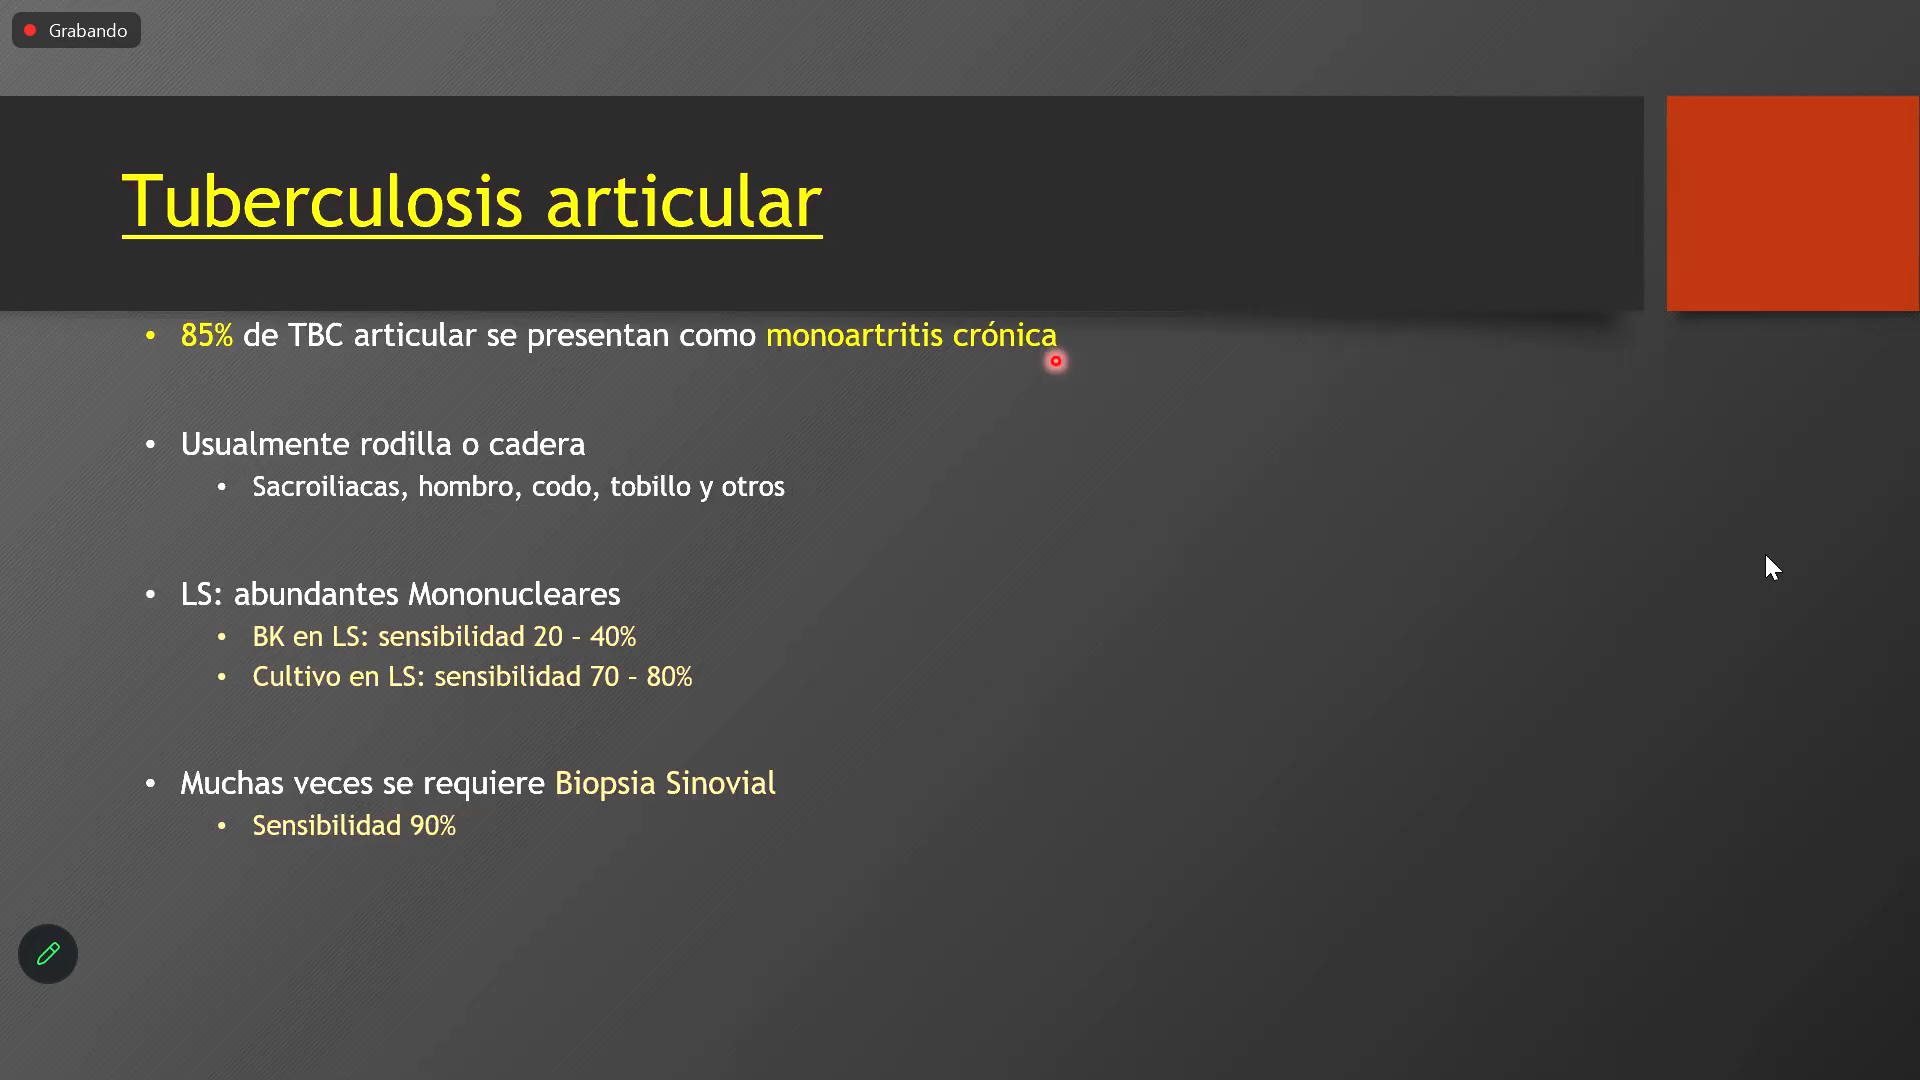 Grabando
Tuberculosis articular
• 85% de TBC articular se presentan como monoartritis crónica
• Usualmente rodilla o cadera
• Sacroiliacas, hombro, codo, tobillo y otros
• LS: abundantes Mononucleares
• BK en LS: sensibilidad 20 – 40%
• Cultivo en LS: sensibilidad 70 – 80%
• Muchas veces se requiere Biopsia Sinovial
• Sensibilidad 90%